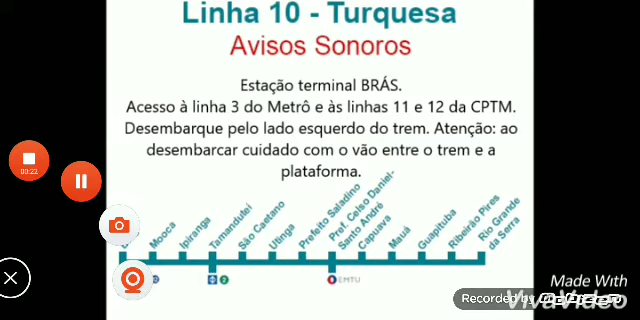 Linha 10 - Turquesa
Avisos Sonoros
Estação terminal BRÁS.
Acesso à linha 3 do Metrô e às linhas 11 e 12 da CPTM.
Desembarque pelo lado esquerdo do trem. Atenção: ao
desembarcar cuidado com o vão entre o trem e a
plataforma.
Mooca
Ipiranga
Tamanduteí
São Caetano
Utinga
Prefeito Saladino
Pref. Celso Daniel-
Santo André
Capuava
Mauá
Guapituba
Ribeirão Pires
Rio Grande
da Serra
2
EMTU
00:22
Made With
VivaVideo
Recorded by